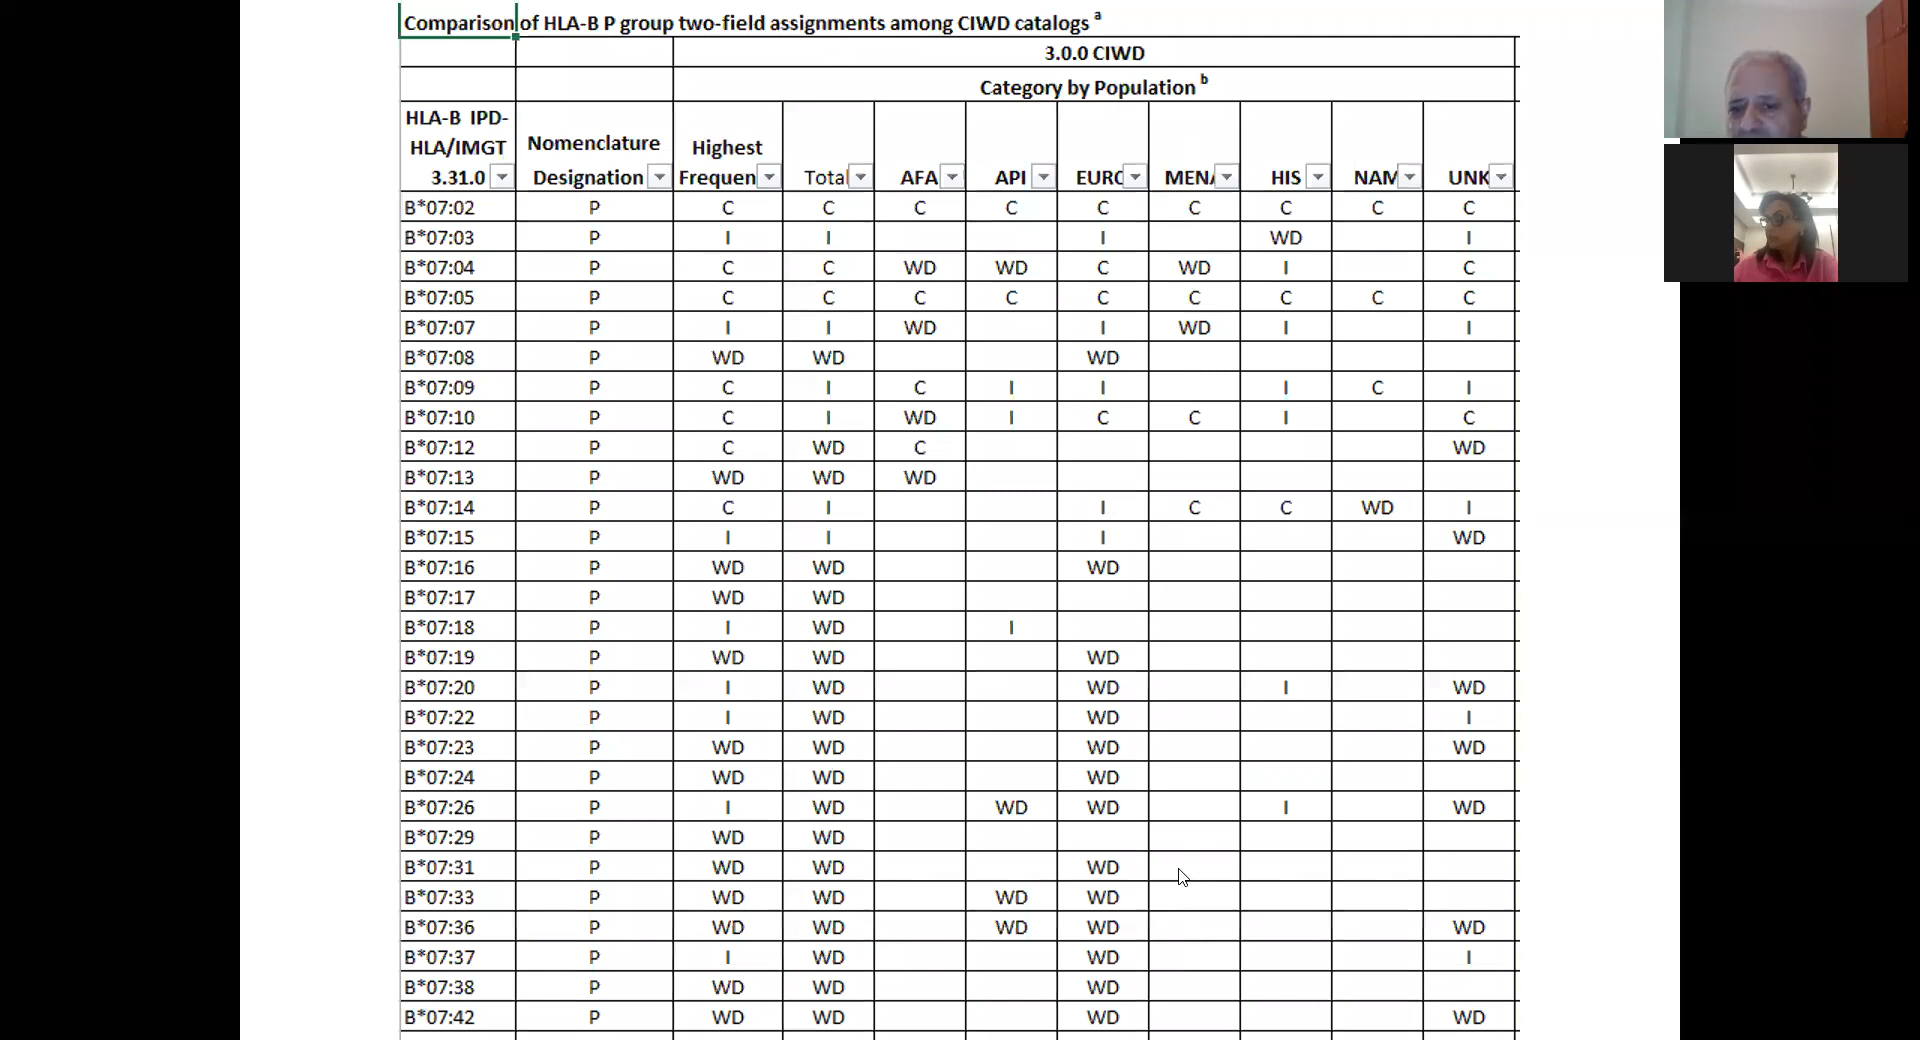 Comparison of HLA-B P group two-field assignments among CIWD catalogs a
3.0.0 CIWD
Category by Population b
HLA-B IPD-HLA/IMGT 3.31.0 Nomenclature Designation Highest Frequen Total AFA API EURO MENA HIS NAM UNK
B*07:02 P C C C C C C C C C
B*07:03 P I I I WD I
B*07:04 P C C WD WD C WD I C
B*07:05 P C C C C C C C C C
B*07:07 P I I WD I WD I I
B*07:08 P WD WD WD
B*07:09 P C I C I I I C I
B*07:10 P C I WD I C C I C
B*07:12 P C WD C WD
B*07:13 P WD WD WD
B*07:14 P C I I C C WD I
B*07:15 P I I I WD
B*07:16 P WD WD WD
B*07:17 P WD WD
B*07:18 P I WD I
B*07:19 P WD WD WD
B*07:20 P I WD WD I WD
B*07:22 P I WD WD I
B*07:23 P WD WD WD WD
B*07:24 P WD WD WD
B*07:26 P I WD WD WD I WD
B*07:29 P WD WD
B*07:31 P WD WD WD
B*07:33 P WD WD WD WD
B*07:36 P WD WD WD WD WD
B*07:37 P I WD WD I
B*07:38 P WD WD WD
B*07:42 P WD WD WD WD